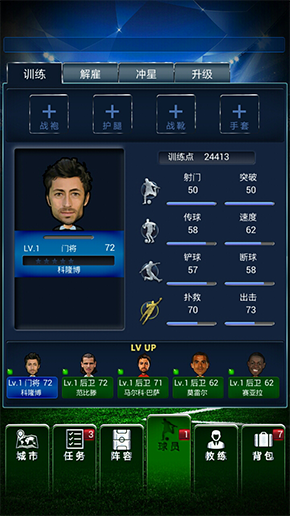 训练 解雇 冲星 升级
战袍 护腿 战靴 手套
训练点 24413
射门 突破
50 50
传球 速度
58 62
铲球 断球
57 58
扑救 出击
70 73
LV.1 门将 72
科隆博
LV UP
Lv.1 门将 72 Lv.1 后卫 62 Lv.1 后卫 71 Lv.1 后卫 62 Lv.1 后卫 62
科隆博 范比滕 马尔科·巴萨 莫雷尔 赛亚拉
3 1 7
城市 任务 阵容 球员 教练 背包